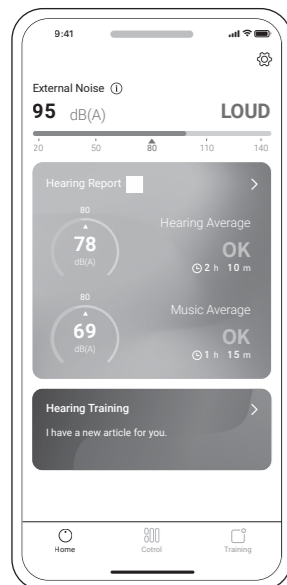 9:41
External Noise
95 dB(A) LOUD
20 50 80 110 140
Hearing Report
80
78
dB(A)
Hearing Average
OK
2 h 10 m
80
69
dB(A)
Music Average
OK
1 h 15 m
Hearing Training
I have a new article for you.
Home Cotrol Training